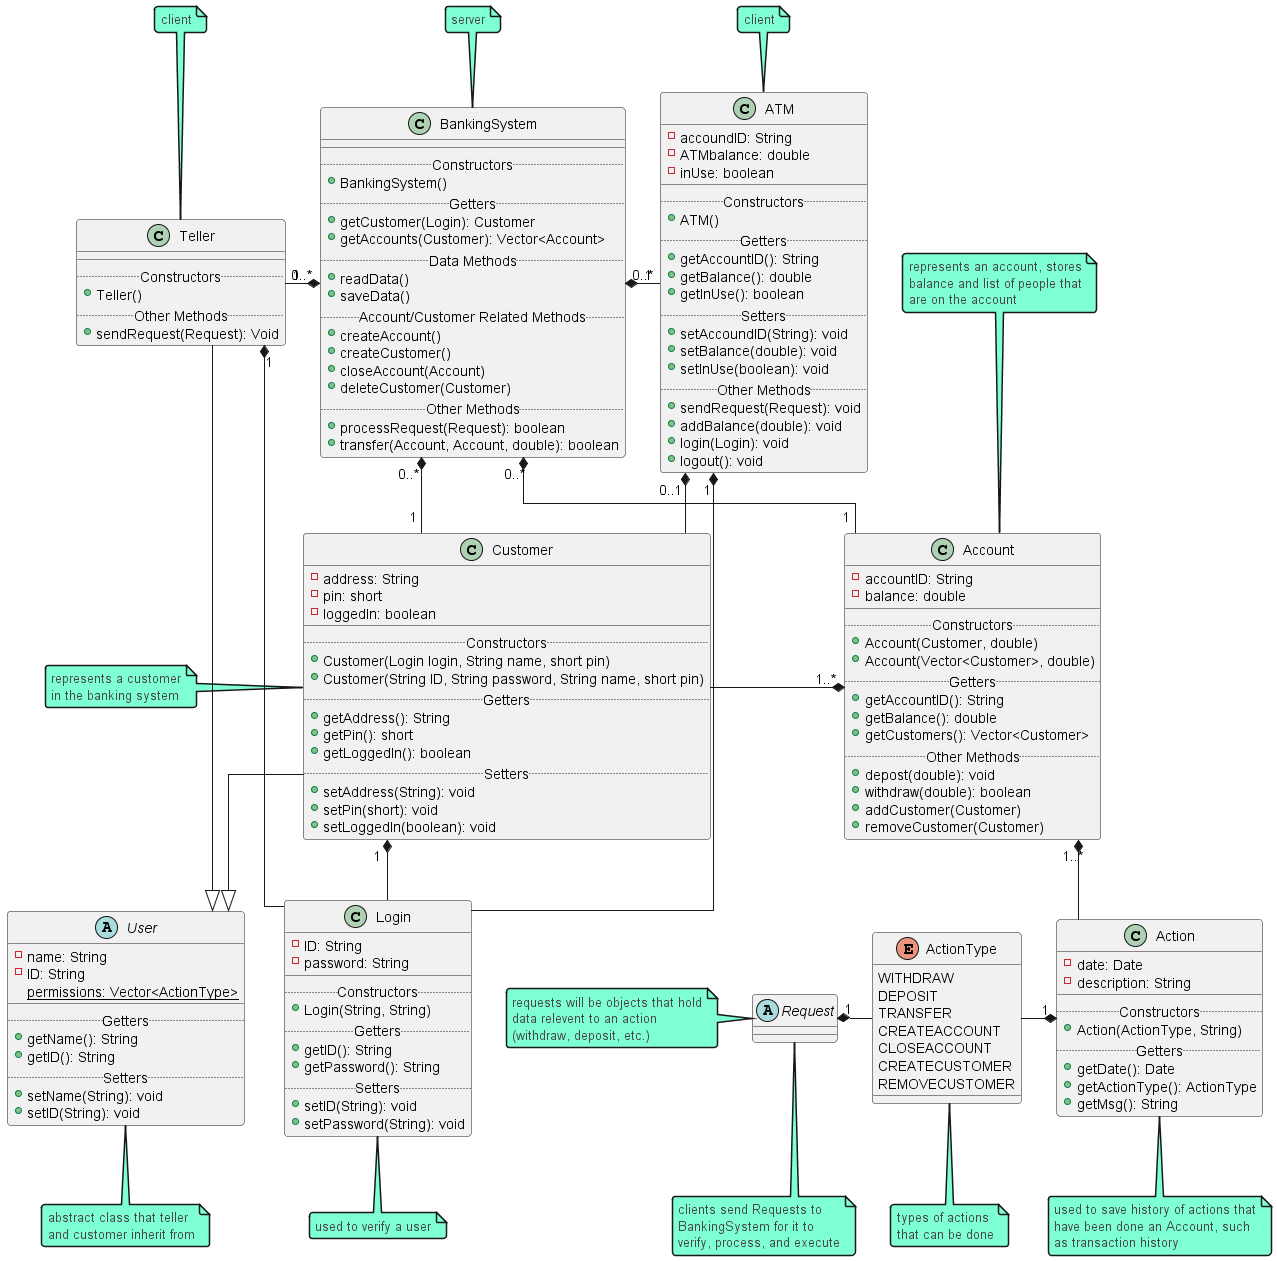 client
server
client
C BankingSystem
Constructors
BankingSystem()
Getters
getCustomer(Login): Customer
getAccounts(Customer): Vector<Account>
Data Methods
readData()
saveData()
Account/Customer Related Methods
createAccount()
createCustomer()
closeAccount(Account)
deleteCustomer(Customer)
Other Methods
processRequest(Request): boolean
transfer(Account, Account, double): boolean
C ATM
accoundID: String
ATMbalance: double
inUse: boolean
Constructors
ATM()
Getters
getAccountID(): String
getBalance(): double
getInUse(): boolean
Setters
setAccoundID(String): void
setBalance(double): void
setInUse(boolean): void
Other Methods
sendRequest(Request): void
addBalance(double): void
login(Login): void
logout(): void
C Teller
Constructors
Teller()
Other Methods
sendRequest(Request): Void
0..*
0..*
1
represents an account, stores
balance and list of people that
are on the account
0..*
0..*
0..1
1
1
1
C Customer
address: String
pin: short
loggedIn: boolean
Constructors
Customer(Login login, String name, short pin)
Customer(String ID, String password, String name, short pin)
Getters
getAddress(): String
getPin(): short
getLoggedIn(): boolean
Setters
setAddress(String): void
setPin(short): void
setLoggedIn(boolean): void
1..*
C Account
accountID: String
balance: double
Constructors
Account(Customer, double)
Account(Vector<Customer>, double)
Getters
getAccountID(): String
getBalance(): double
getCustomers(): Vector<Customer>
Other Methods
depost(double): void
withdraw(double): boolean
addCustomer(Customer)
removeCustomer(Customer)
represents a customer
in the banking system
1
1..*
A User
name: String
ID: String
permissions: Vector<ActionType>
Getters
getName(): String
getID(): String
Setters
setName(String): void
setID(String): void
C Login
ID: String
password: String
Constructors
Login(String, String)
Getters
getID(): String
getPassword(): String
Setters
setID(String): void
setPassword(String): void
requests will be objects that hold
data relevent to an action
(withdraw, deposit, etc.)
A Request
1
E ActionType
WITHDRAW
DEPOSIT
TRANSFER
CREATEACCOUNT
CLOSEACCOUNT
CREATECUSTOMER
REMOVECUSTOMER
1
C Action
date: Date
description: String
Constructors
Action(ActionType, String)
Getters
getDate(): Date
getActionType(): ActionType
getMsg(): String
abstract class that teller
and customer inherit from
used to verify a user
clients send Requests to
BankingSystem for it to
verify, process, and execute
types of actions
that can be done
used to save history of actions that
have been done an Account, such
as transaction history